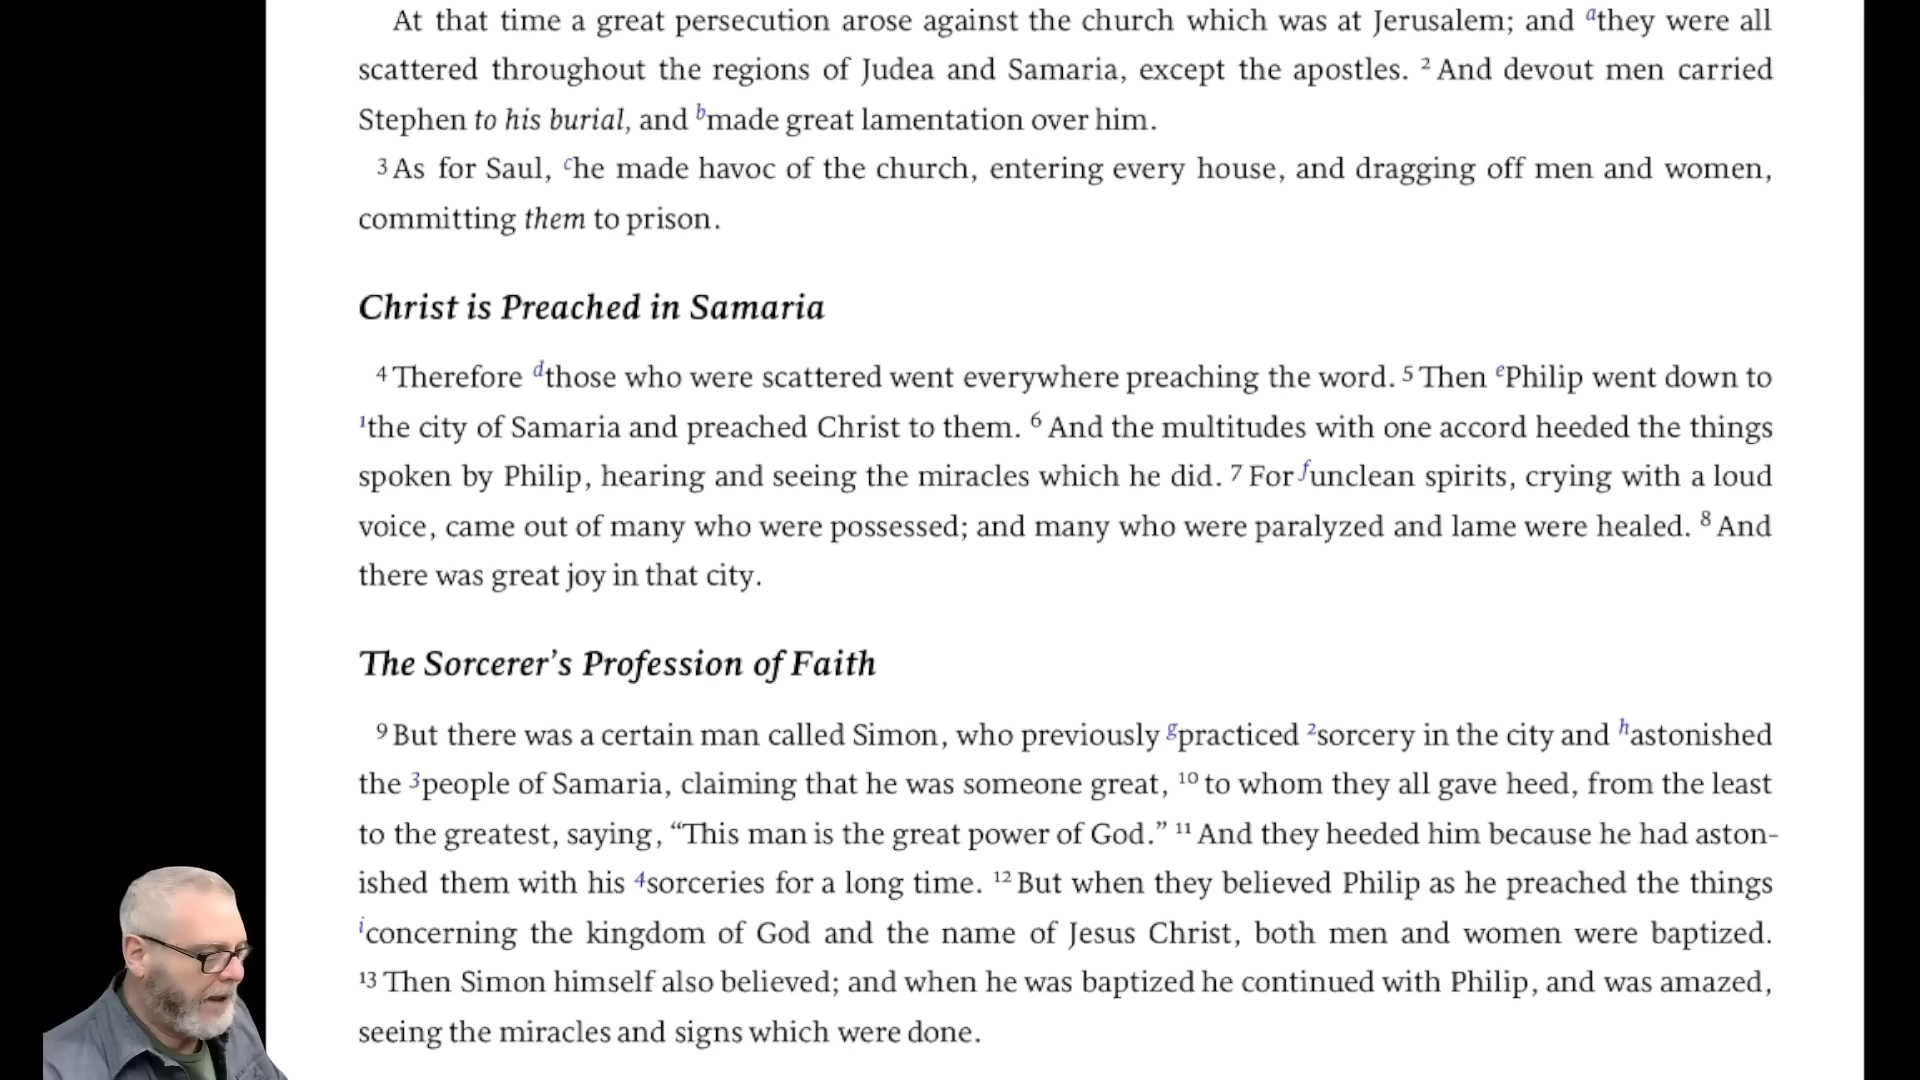 At that time a great persecution arose against the church which was at Jerusalem; and ᵃthey were all
scattered throughout the regions of Judea and Samaria, except the apostles. ² And devout men carried
Stephen to his burial, and ᵇmade great lamentation over him.
³ As for Saul, ᶜhe made havoc of the church, entering every house, and dragging off men and women,
committing them to prison.
Christ is Preached in Samaria
⁴ Therefore ᵈthose who were scattered went everywhere preaching the word. ⁵ Then ᵉPhilip went down to
¹the city of Samaria and preached Christ to them. ⁶ And the multitudes with one accord heeded the things
spoken by Philip, hearing and seeing the miracles which he did. ⁷ For ᶠunclean spirits, crying with a loud
voice, came out of many who were possessed; and many who were paralyzed and lame were healed. ⁸ And
there was great joy in that city.
The Sorcerer’s Profession of Faith
⁹ But there was a certain man called Simon, who previously ᵍpracticed ²sorcery in the city and ʰastonished
the ³people of Samaria, claiming that he was someone great, ¹⁰ to whom they all gave heed, from the least
to the greatest, saying, “This man is the great power of God.” ¹¹ And they heeded him because he had aston-
ished them with his ⁴sorceries for a long time. ¹² But when they believed Philip as he preached the things
ⁱconcerning the kingdom of God and the name of Jesus Christ, both men and women were baptized.
¹³ Then Simon himself also believed; and when he was baptized he continued with Philip, and was amazed,
seeing the miracles and signs which were done.